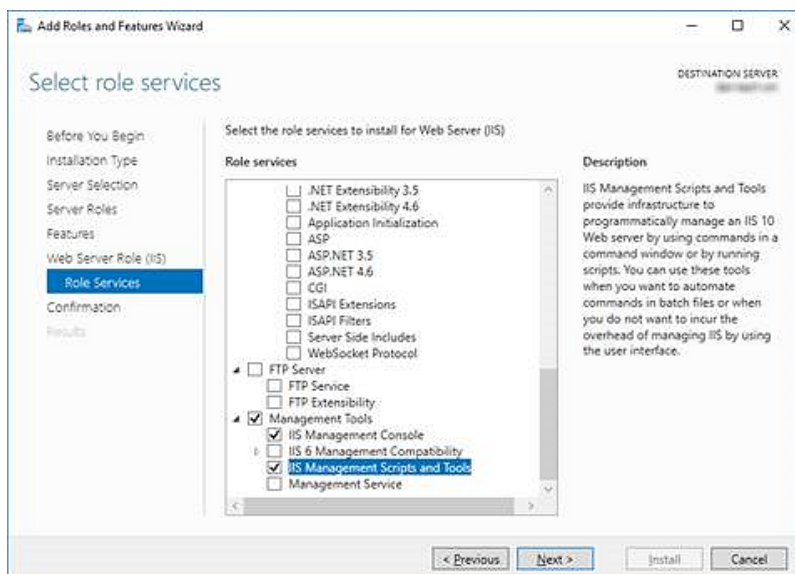 Add Roles and Features Wizard
Select role services
DESTINATION SERVER
Before You Begin
Installation Type
Server Selection
Server Roles
Features
Web Server Role (IIS)
Role Services
Confirmation
Results
Select the role services to install for Web Server (IIS)
Role services
.NET Extensibility 3.5
.NET Extensibility 4.6
Application Initialization
ASP
ASP.NET 3.5
ASP.NET 4.6
CGI
ISAPI Extensions
ISAPI Filters
Server Side Includes
WebSocket Protocol
FTP Server
FTP Service
FTP Extensibility
Management Tools
IIS Management Console
IIS 6 Management Compatibility
IIS Management Scripts and Tools
Management Service
Description
IIS Management Scripts and Tools
provide infrastructure to
programmatically manage an IIS 10
Web server by using commands in a
command window or by running
scripts. You can use these tools
when you want to automate
commands in batch files or when
you do not want to incur the
overhead of managing IIS by using
the user interface.
< Previous
Next >
Install
Cancel